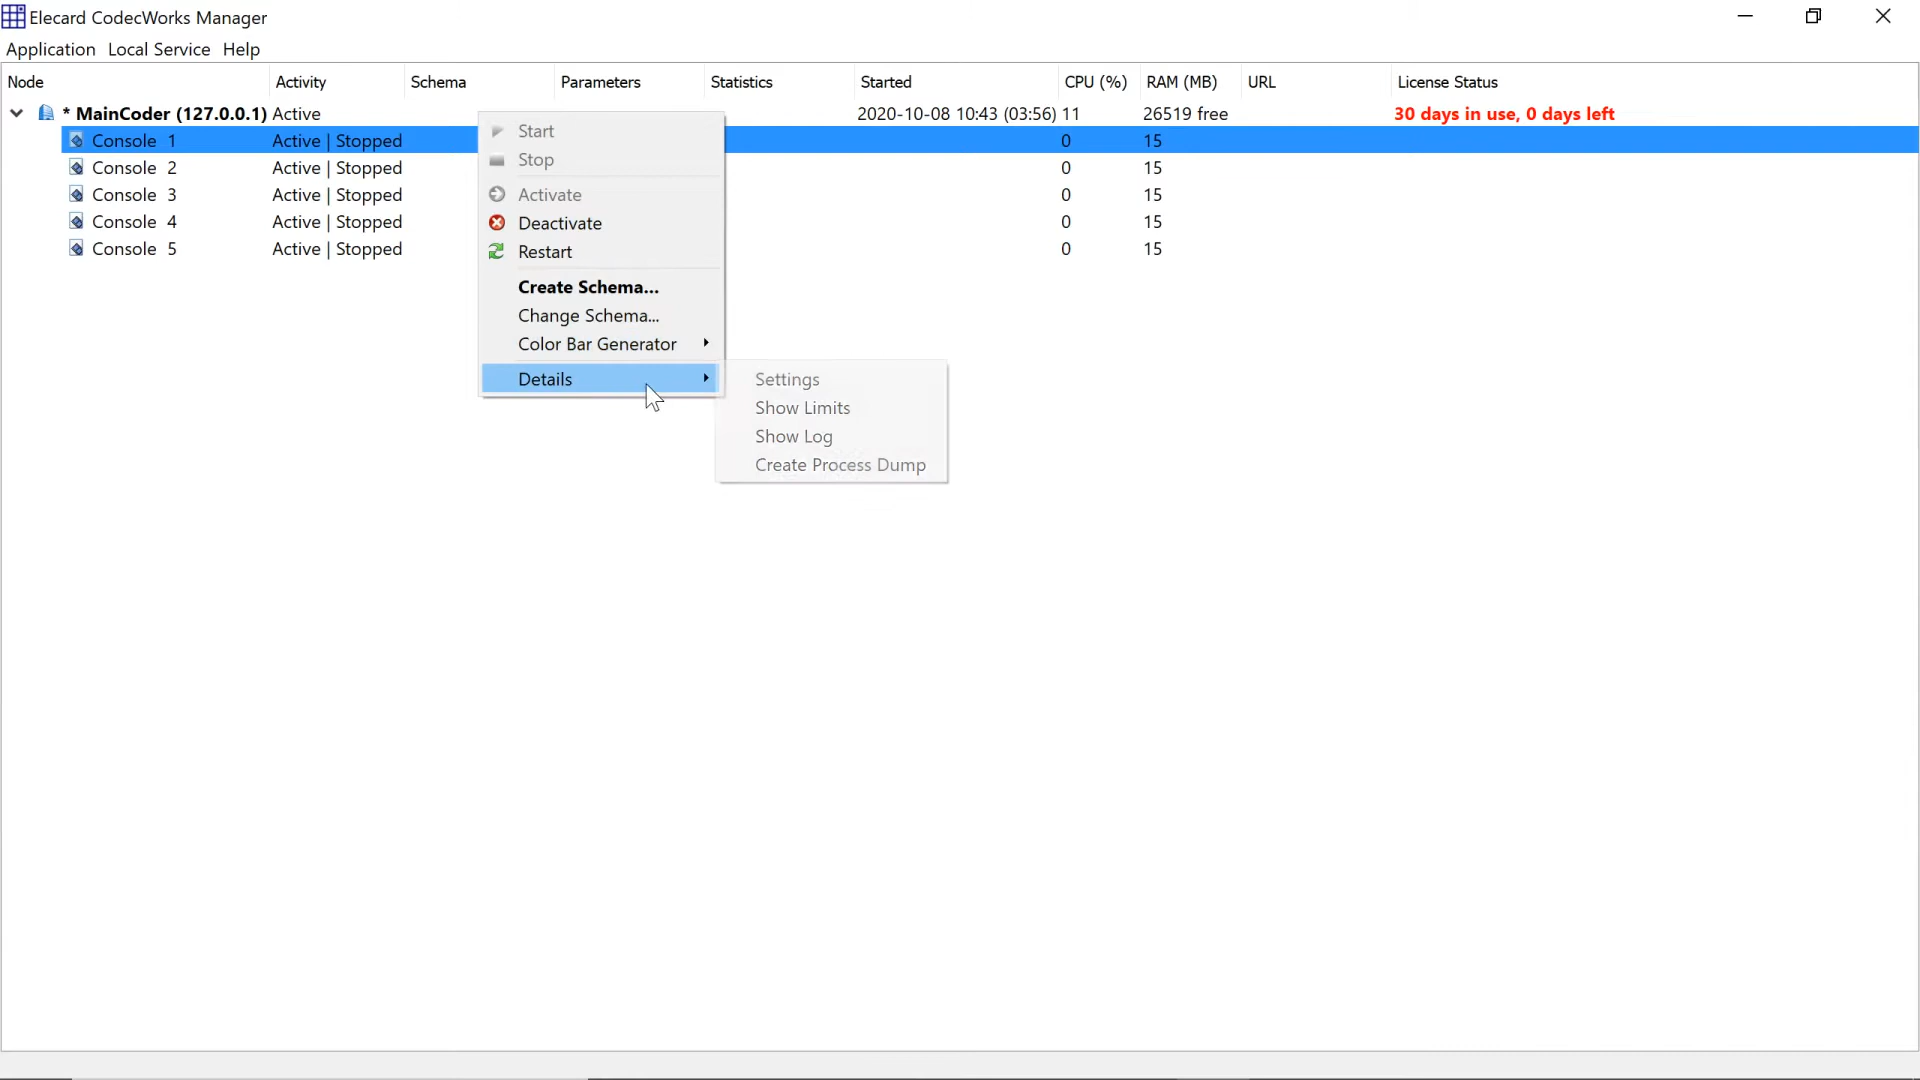 Elecard CodecWorks Manager
Application Local Service Help
Node Activity Schema Parameters Statistics Started CPU (%) RAM (MB) URL License Status
* MainCoder (127.0.0.1) Active 2020-10-08 10:43 (03:56) 11 26519 free 30 days in use, 0 days left
Console 1 Active | Stopped 0 15
Console 2 Active | Stopped 0 15
Console 3 Active | Stopped 0 15
Console 4 Active | Stopped 0 15
Console 5 Active | Stopped 0 15
Start
Stop
Activate
Deactivate
Restart
Create Schema...
Change Schema...
Color Bar Generator
Details
Settings
Show Limits
Show Log
Create Process Dump